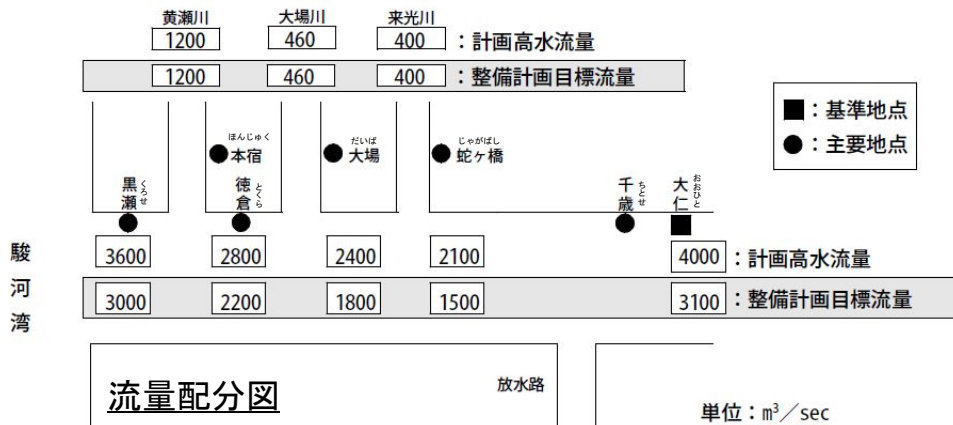 黄瀬川 大場川 来光川
1200 460 400 :計画高水流量
1200 460 400 :整備計画目標流量
■:基準地点
●:主要地点
ほんじゅく だいば じゃがばし
本宿 大場 蛇ヶ橋
黒瀬 くろせ 徳倉 とくら 千歳 ちとせ 大仁 おおひと
駿河湾
3600 2800 2400 2100 4000 :計画高水流量
3000 2200 1800 1500 3100 :整備計画目標流量
流量配分図
放水路
単位:m³/sec